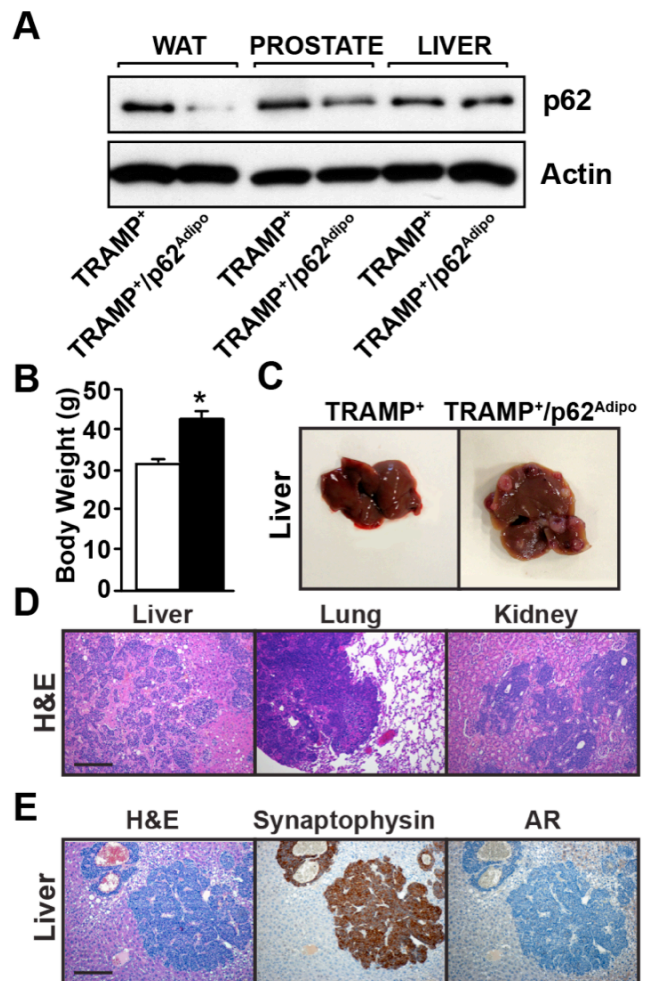 A
WAT PROSTATE LIVER
p62
Actin
TRAMP⁺
TRAMP⁺/p62ᴬᵈⁱᵖᵒ
TRAMP⁺
TRAMP⁺/p62ᴬᵈⁱᵖᵒ
TRAMP⁺
TRAMP⁺/p62ᴬᵈⁱᵖᵒ
B
Body Weight (g)
50
40
30
20
10
0
*
C
TRAMP⁺ TRAMP⁺/p62ᴬᵈⁱᵖᵒ
Liver
D
Liver Lung Kidney
H&E
E
H&E Synaptophysin AR
Liver